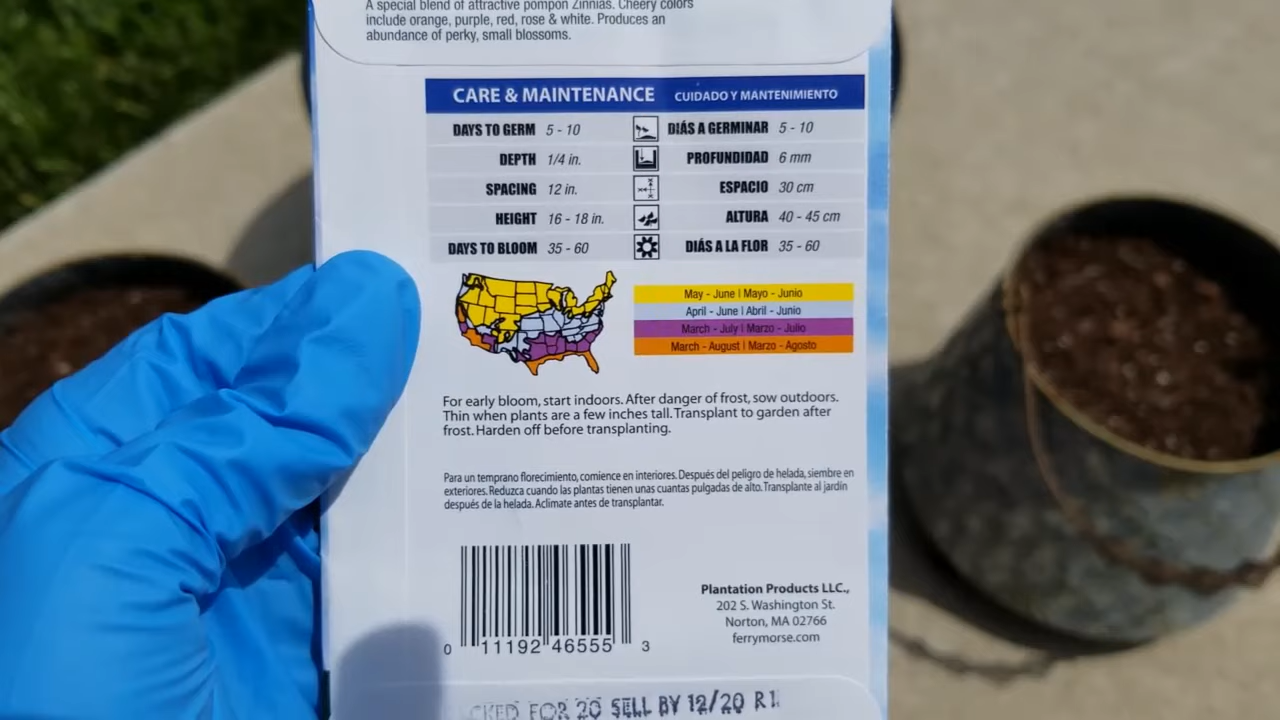 A special blend of attractive pompon Zinnias. Cheery colors
include orange, purple, red, rose & white. Produces an
abundance of perky, small blossoms.
CARE & MAINTENANCE CUIDADO Y MANTENIMIENTO
DAYS TO GERM 5 - 10 DIÁS A GERMINAR 5 - 10
DEPTH 1/4 in. PROFUNDIDAD 6 mm
SPACING 12 in. ESPACIO 30 cm
HEIGHT 16 - 18 in. ALTURA 40 - 45 cm
DAYS TO BLOOM 35 - 60 DIÁS A LA FLOR 35 - 60
May - June | Mayo - Junio
April - June | Abril - Junio
March - July | Marzo - Julio
March - August | Marzo - Agosto
For early bloom, start indoors. After danger of frost, sow outdoors.
Thin when plants are a few inches tall. Transplant to garden after
frost. Harden off before transplanting.
Para un temprano florecimiento, comience en interiores. Después del peligro de helada, siembre en
exteriores. Reduzca cuando las plantas tienen unas cuantas pulgadas de alto. Transplante al jardín
después de la helada. Aclimate antes de transplantar.
0 11192 46555 3
Plantation Products LLC.,
202 S. Washington St.
Norton, MA 02766
ferrymorse.com
FOR 20 SELL BY 12/20